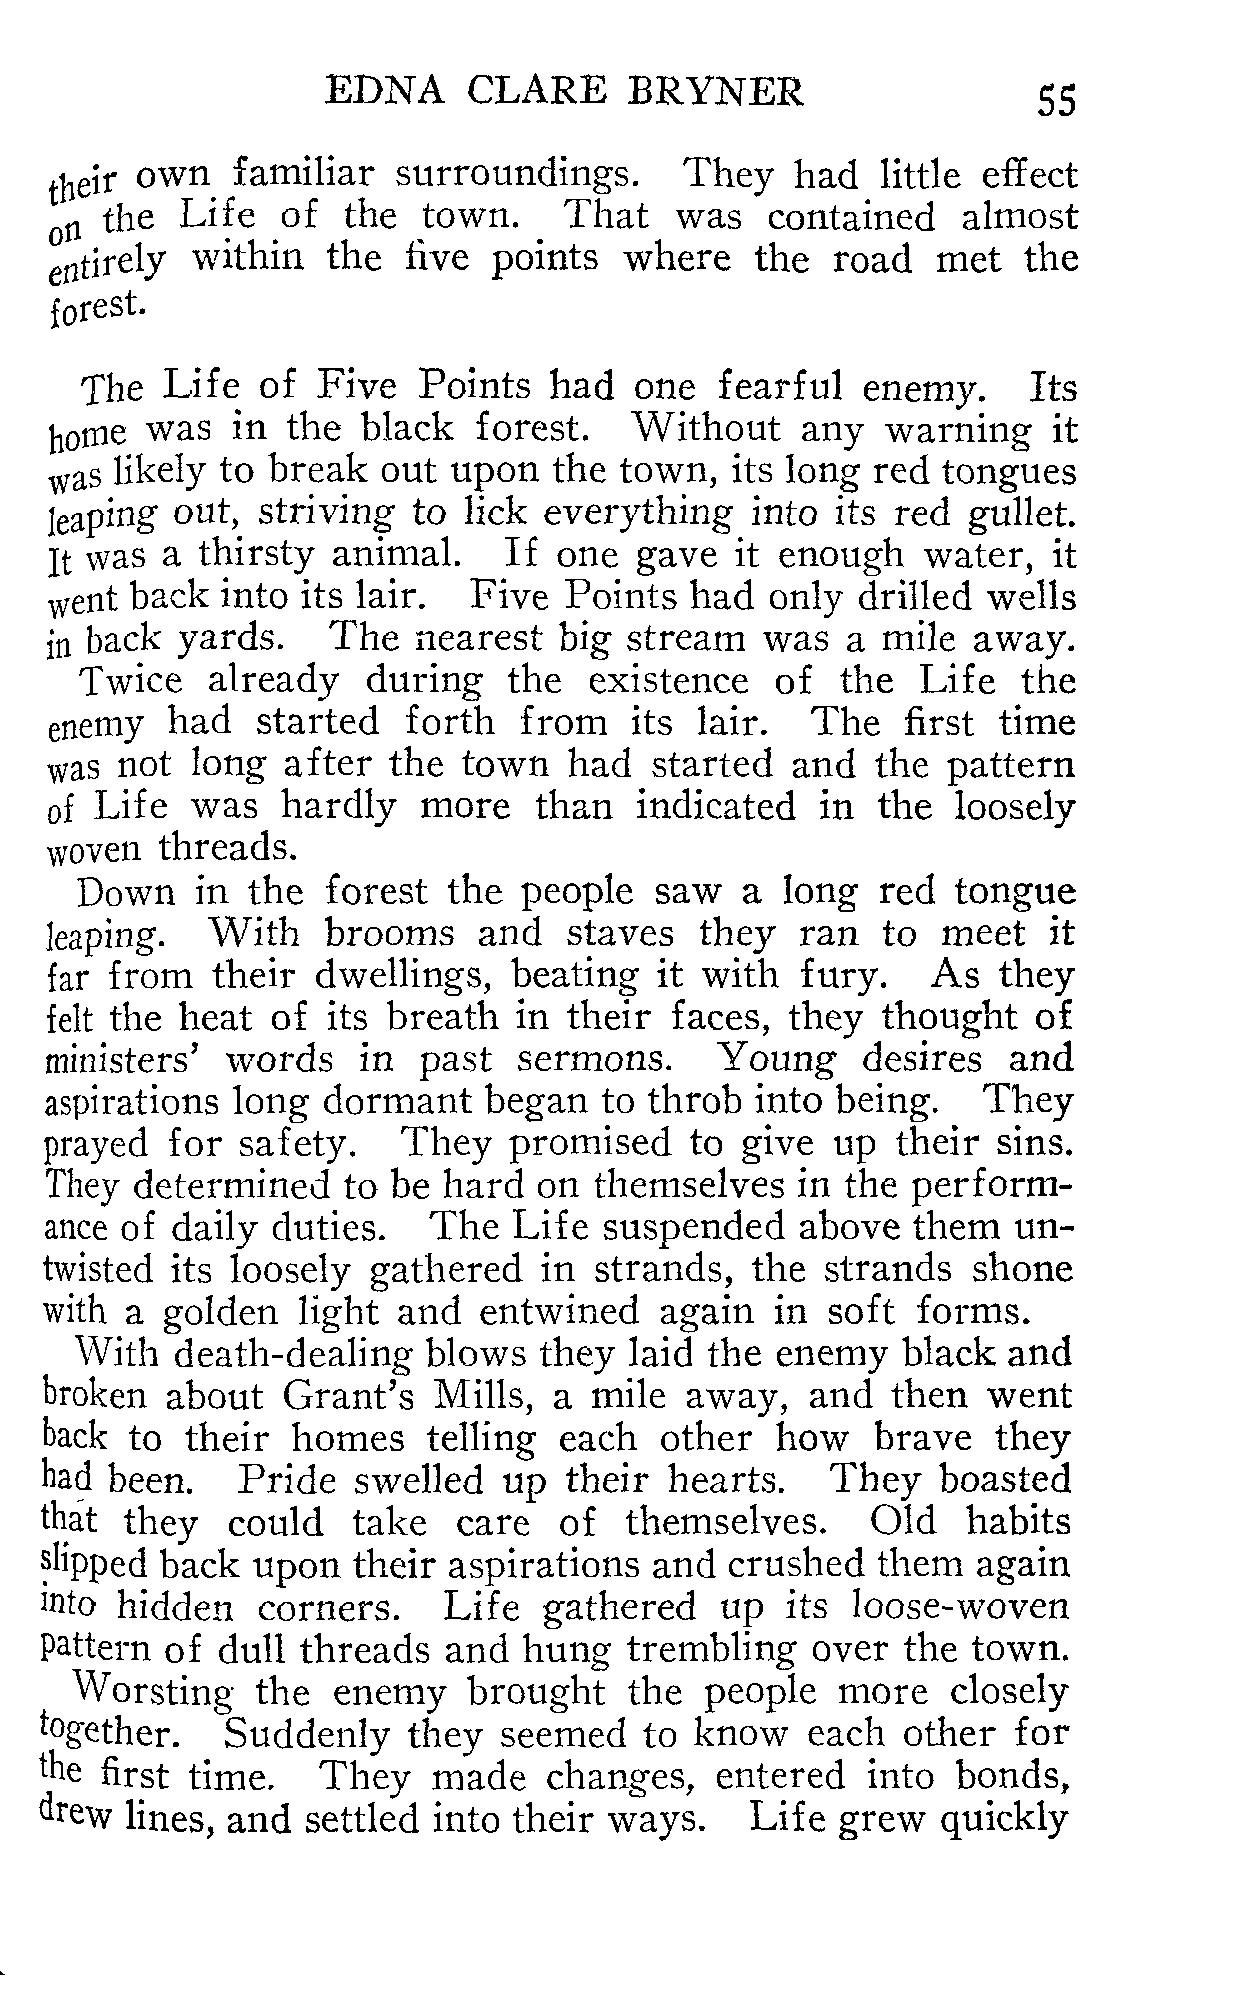 EDNA CLARE BRYNER 55
their own familiar surroundings. They had little effect
on the Life of the town. That was contained almost
entirely within the five points where the road met the
forest.
The Life of Five Points had one fearful enemy. Its
home was in the black forest. Without any warning it
was likely to break out upon the town, its long red tongues
leaping out, striving to lick everything into its red gullet.
It was a thirsty animal. If one gave it enough water, it
went back into its lair. Five Points had only drilled wells
in back yards. The nearest big stream was a mile away.
Twice already during the existence of the Life the
enemy had started forth from its lair. The first time
was not long after the town had started and the pattern
of Life was hardly more than indicated in the loosely
woven threads.
Down in the forest the people saw a long red tongue
leaping. With brooms and staves they ran to meet it
far from their dwellings, beating it with fury. As they
felt the heat of its breath in their faces, they thought of
ministers' words in past sermons. Young desires and
aspirations long dormant began to throb into being. They
prayed for safety. They promised to give up their sins.
They determined to be hard on themselves in the perform-
ance of daily duties. The Life suspended above them un-
twisted its loosely gathered in strands, the strands shone
with a golden light and entwined again in soft forms.
With death-dealing blows they laid the enemy black and
broken about Grant's Mills, a mile away, and then went
back to their homes telling each other how brave they
had been. Pride swelled up their hearts. They boasted
that they could take care of themselves. Old habits
slipped back upon their aspirations and crushed them again
into hidden corners. Life gathered up its loose-woven
pattern of dull threads and hung trembling over the town.
Worsting the enemy brought the people more closely
together. Suddenly they seemed to know each other for
the first time. They made changes, entered into bonds,
drew lines, and settled into their ways. Life grew quickly